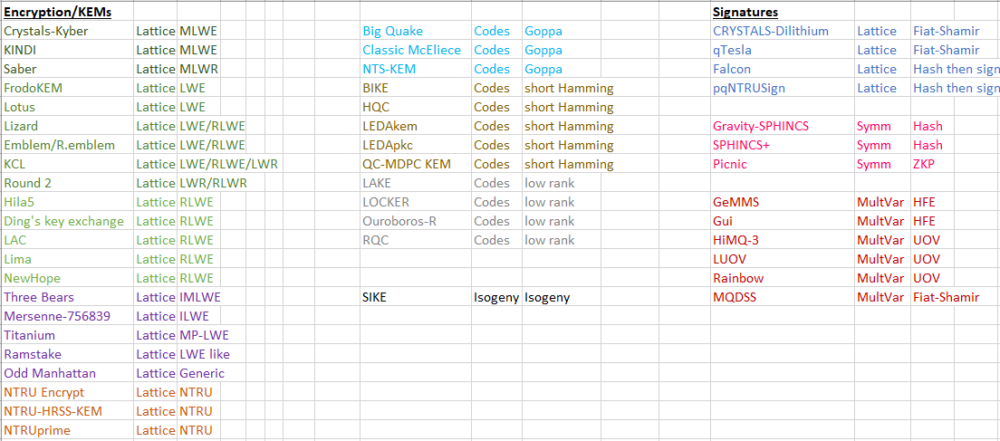 Encryption/KEMs Signatures
Crystals-Kyber Lattice MLWE Big Quake Codes Goppa CRYSTALS-Dilithium Lattice Fiat-Shamir
KINDI Lattice MLWE Classic McEliece Codes Goppa qTesla Lattice Fiat-Shamir
Saber Lattice MLWR NTS-KEM Codes Goppa Falcon Lattice Hash then sign
FrodoKEM Lattice LWE BIKE Codes short Hamming pqNTRUSign Lattice Hash then sign
Lotus Lattice LWE HQC Codes short Hamming
Lizard Lattice LWE/RLWE LEDAkem Codes short Hamming Gravity-SPHINCS Symm Hash
Emblem/R.emblem Lattice LWE/RLWE LEDApkc Codes short Hamming SPHINCS+ Symm Hash
KCL Lattice LWE/RLWE/LWR QC-MDPC KEM Codes short Hamming Picnic Symm ZKP
Round 2 Lattice LWR/RLWR LAKE Codes low rank
Hila5 Lattice RLWE LOCKER Codes low rank GeMMS MultVar HFE
Ding's key exchange Lattice RLWE Ouroboros-R Codes low rank Gui MultVar HFE
LAC Lattice RLWE RQC Codes low rank HiMQ-3 MultVar UOV
Lima Lattice RLWE LUOV MultVar UOV
NewHope Lattice RLWE Rainbow MultVar UOV
Three Bears Lattice IMLWE SIKE Isogeny Isogeny MQDSS MultVar Fiat-Shamir
Mersenne-756839 Lattice ILWE
Titanium Lattice MP-LWE
Ramstake Lattice LWE like
Odd Manhattan Lattice Generic
NTRU Encrypt Lattice NTRU
NTRU-HRSS-KEM Lattice NTRU
NTRUprime Lattice NTRU